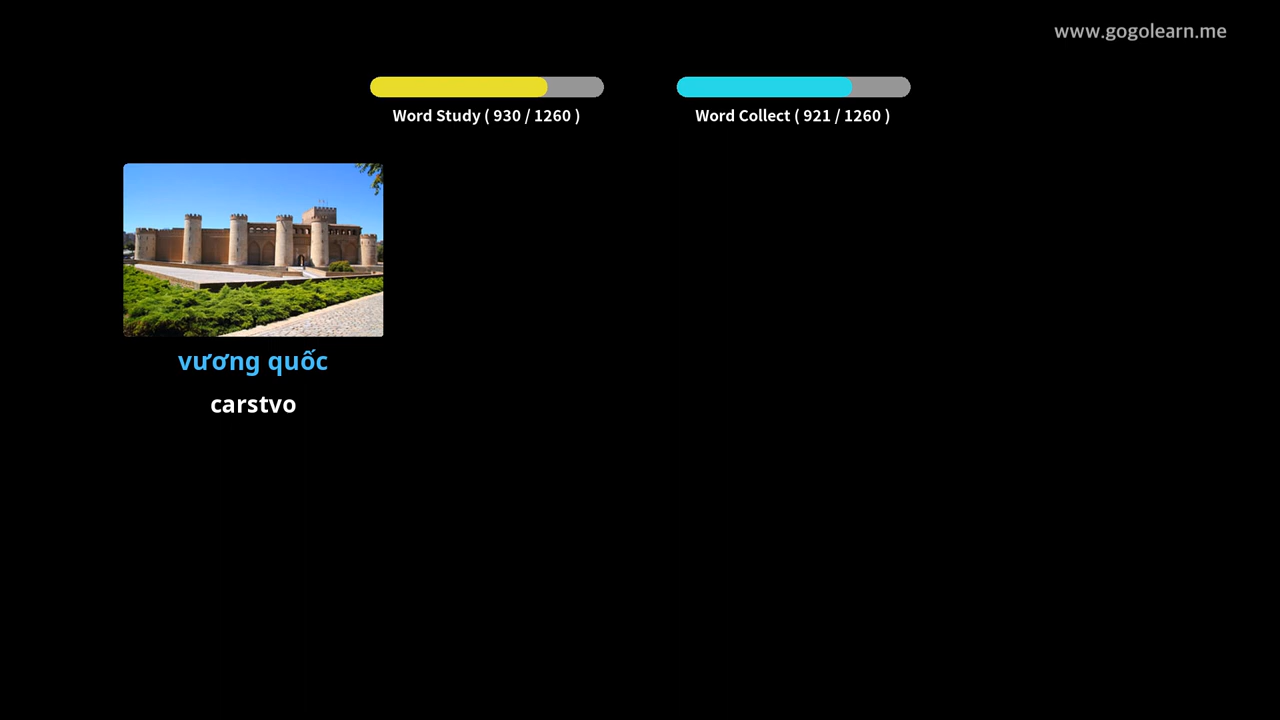 www.gogolearn.me
Word Study ( 930 / 1260 )
Word Collect ( 921 / 1260 )
vương quốc
carstvo